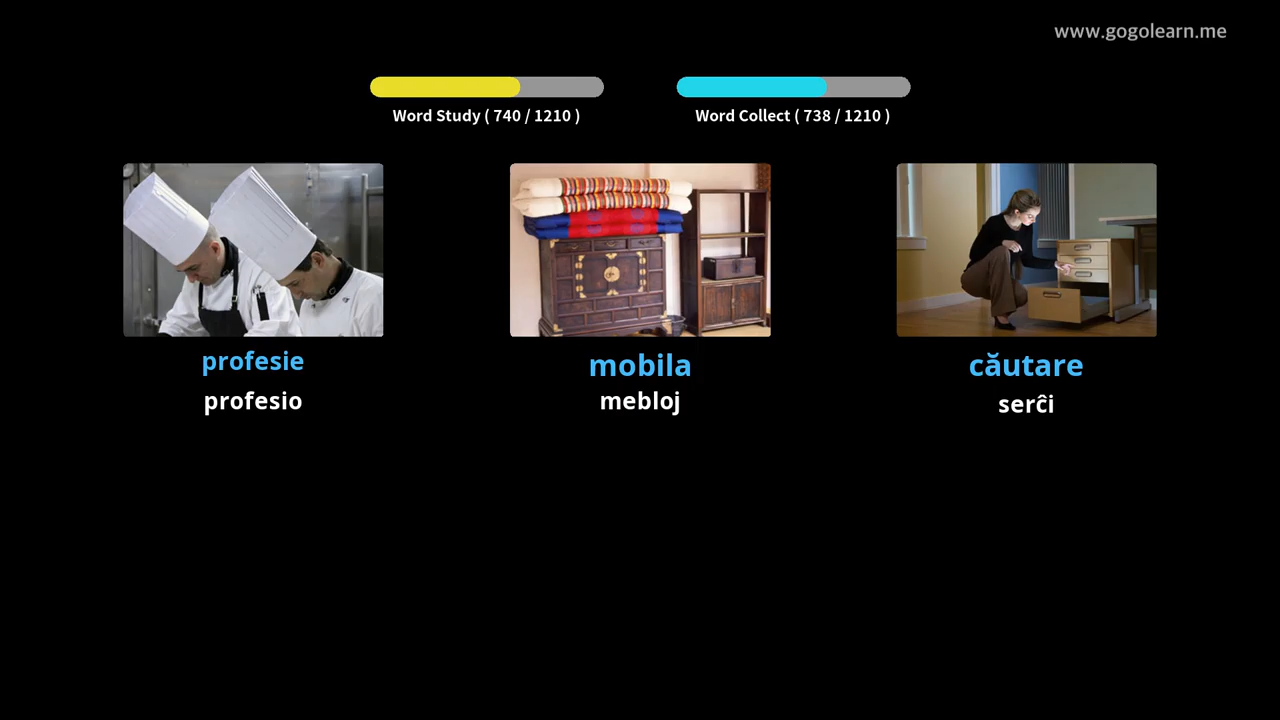 www.gogolearn.me
Word Study ( 740 / 1210 )
Word Collect ( 738 / 1210 )
profesie
profesio
mobila
mebloj
căutare
serĉi